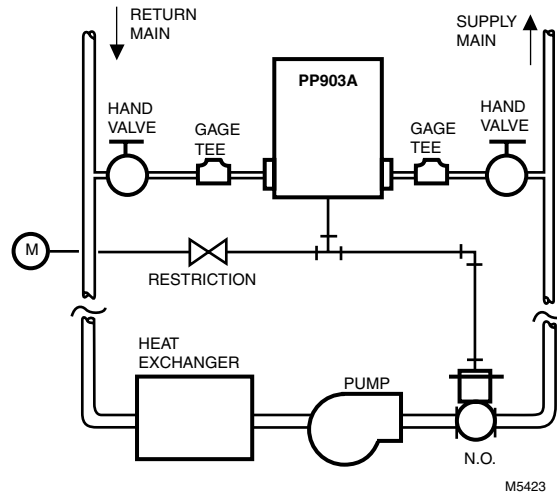 RETURN
MAIN
SUPPLY
MAIN
PP903A
HAND
VALVE
GAGE
TEE
GAGE
TEE
HAND
VALVE
M
RESTRICTION
HEAT
EXCHANGER
PUMP
N.O.
M5423